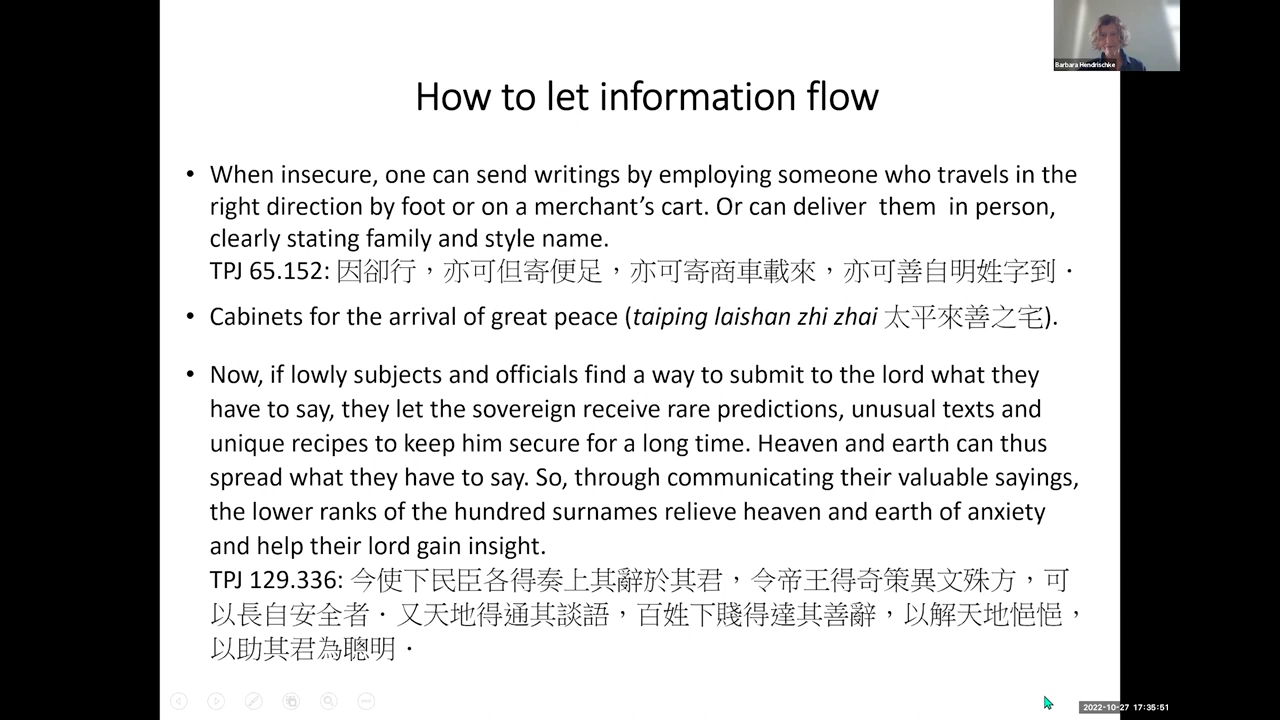 Barbara Hendrischke
How to let information flow
• When insecure, one can send writings by employing someone who travels in the
right direction by foot or on a merchant’s cart. Or can deliver them in person,
clearly stating family and style name.
TPJ 65.152: 因卻行，亦可但寄便足，亦可寄商車載來，亦可善自明姓字到．
• Cabinets for the arrival of great peace (taiping laishan zhi zhai 太平來善之宅).
• Now, if lowly subjects and officials find a way to submit to the lord what they
have to say, they let the sovereign receive rare predictions, unusual texts and
unique recipes to keep him secure for a long time. Heaven and earth can thus
spread what they have to say. So, through communicating their valuable sayings,
the lower ranks of the hundred surnames relieve heaven and earth of anxiety
and help their lord gain insight.
TPJ 129.336: 今使下民臣各得奏上其辭於其君，令帝王得奇策異文殊方，可
以長自安全者．又天地得通其談語，百姓下賤得達其善辭，以解天地悒悒，
以助其君為聰明．
2022-10-27 17:35:51